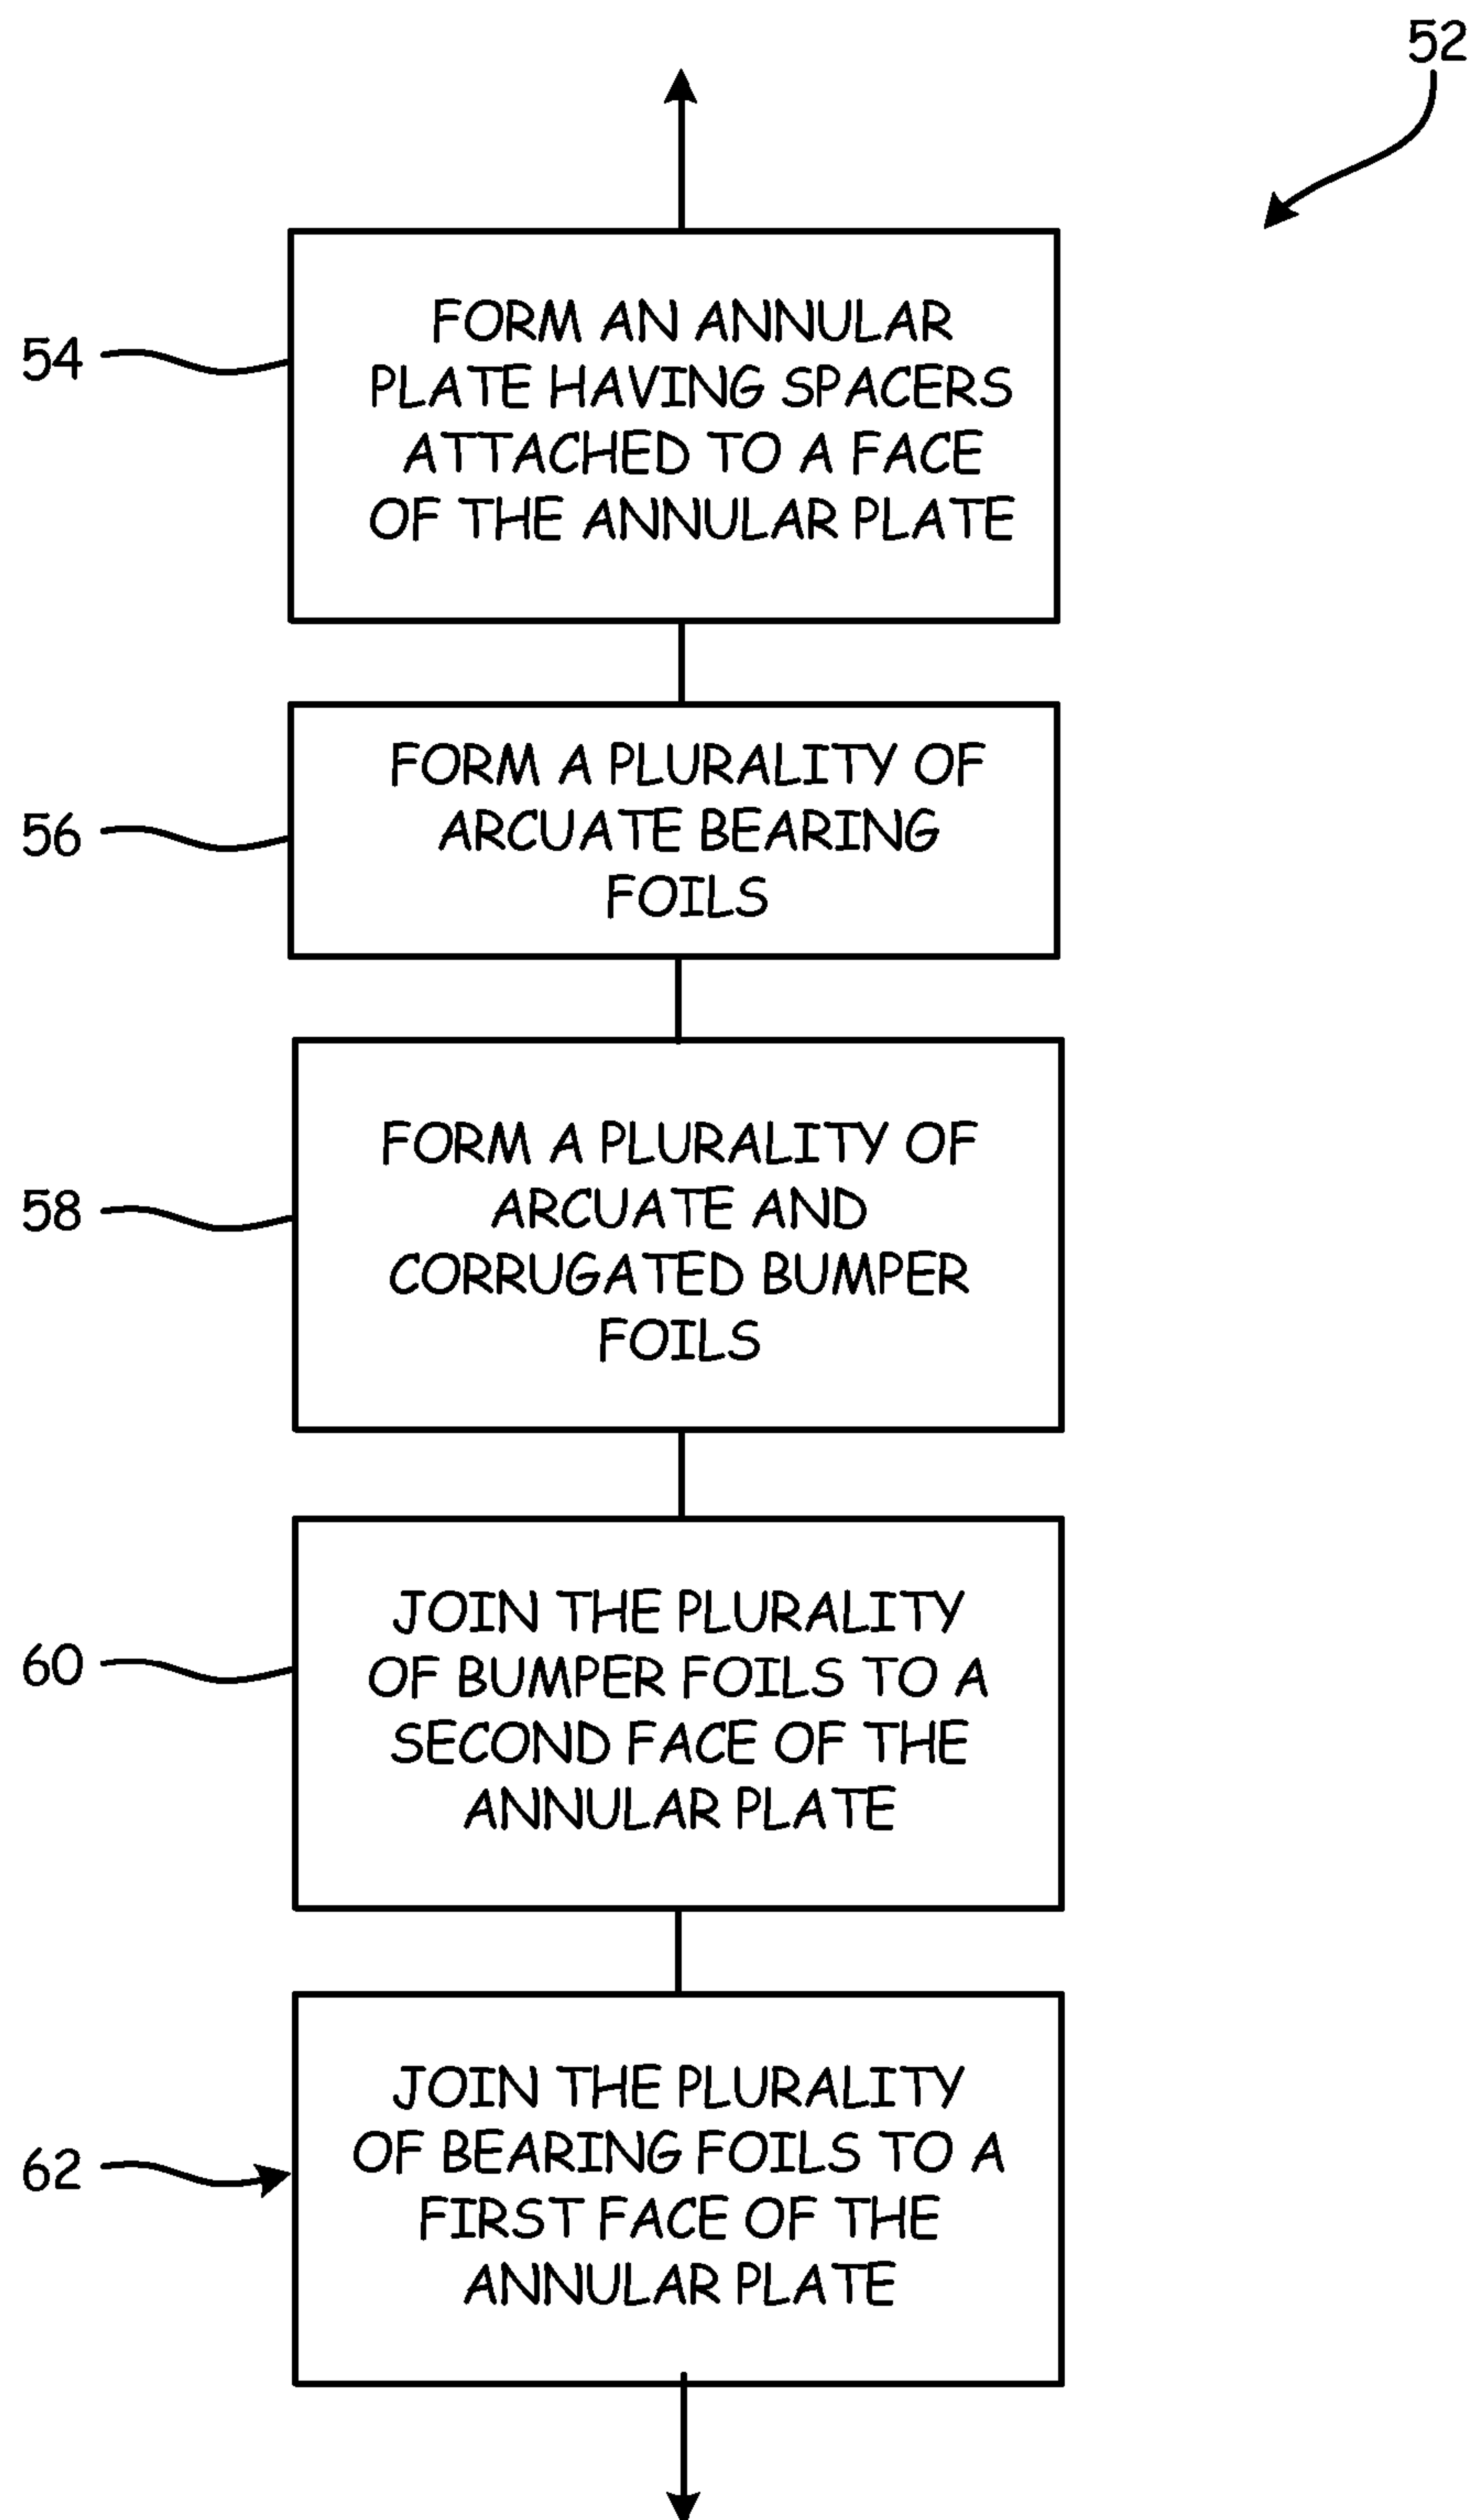 52
54
FORM AN ANNULAR
PLATE HAVING SPACERS
ATTACHED TO A FACE
OF THE ANNULAR PLATE
56
FORM A PLURALITY OF
ARCUATE BEARING
FOILS
58
FORM A PLURALITY OF
ARCUATE AND
CORRUGATED BUMPER
FOILS
60
JOIN THE PLURALITY
OF BUMPER FOILS TO A
SECOND FACE OF THE
ANNULAR PLATE
62
JOIN THE PLURALITY
OF BEARING FOILS TO A
FIRST FACE OF THE
ANNULAR PLATE